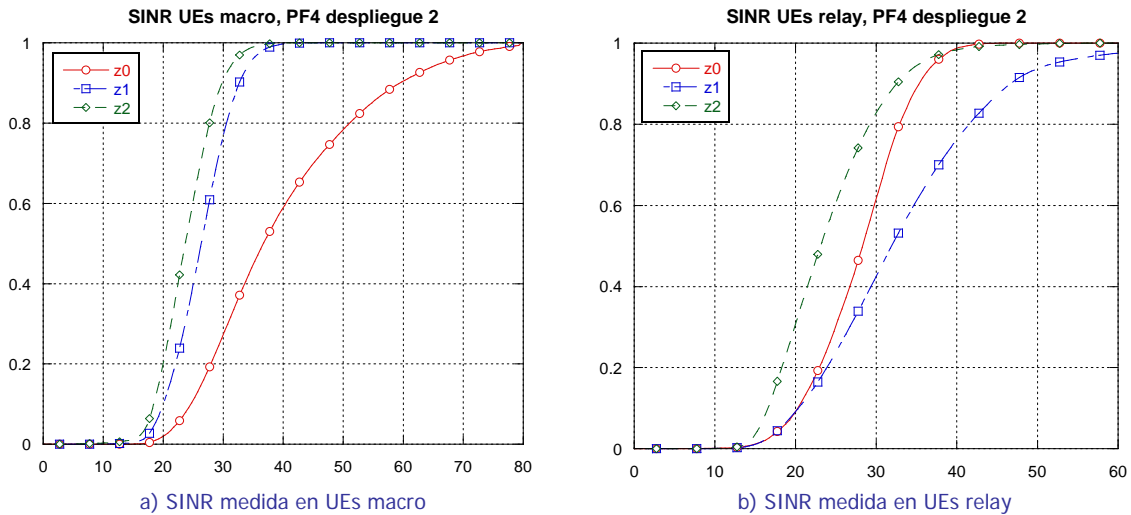 SINR UEs macro, PF4 despliegue 2
1
0.8
0.6
0.4
0.2
0
z0
z1
z2
0 10 20 30 40 50 60 70 80
a) SINR medida en UEs macro
SINR UEs relay, PF4 despliegue 2
1
0.8
0.6
0.4
0.2
0
z0
z1
z2
0 10 20 30 40 50 60
b) SINR medida en UEs relay